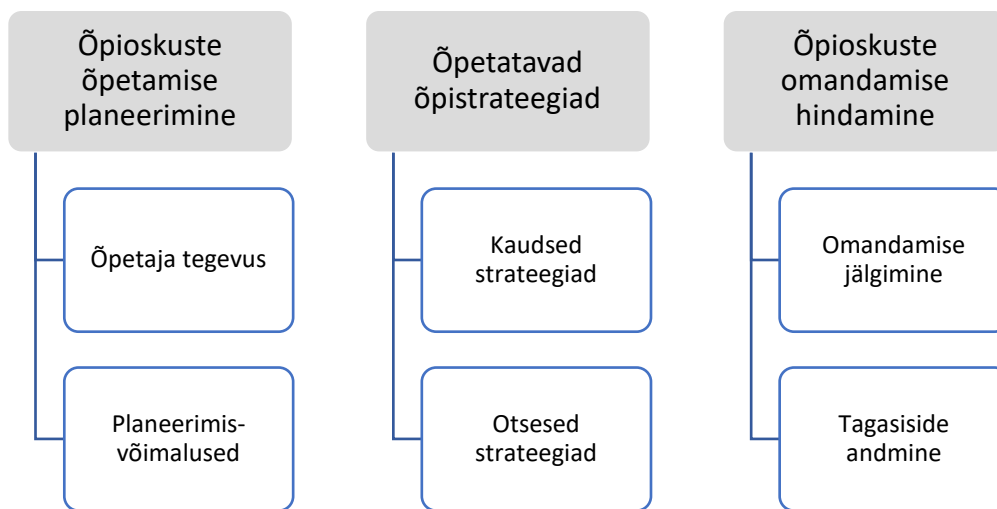 Õpioskuste
õpetamise
planeerimine
Õpetaja tegevus
Planeerimis-
võimalused
Õpetatavad
õpistrateegiad
Kaudsed
strateegiad
Otsesed
strateegiad
Õpioskuste
omandamise
hindamine
Omandamise
jälgimine
Tagasiside
andmine